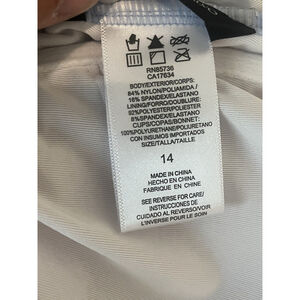 RN85736
CA17634
BODY/EXTERIOR/CORPS:
84% NYLON/POLIAMIDA/
16% SPANDEX/ELASTANO
LINING/FORRO/DOUBLURE:
92%POLYESTER/POLIÉSTER
8%SPANDEX/ELASTANO
CUPS/COPAS/BONNET:
100%POLYURETHANE/POLIURETANO
CON INSUMOS IMPORTADOS
SIZE/TALLA/TAILLE
14
MADE IN CHINA
HECHO EN CHINA
FABRIQUE EN CHINE
SEE REVERSE FOR CARE/
INSTRUCCIONES DE
CUIDADO AL REVERSO/VOIR
L'INVERSE POUR LE SOIN